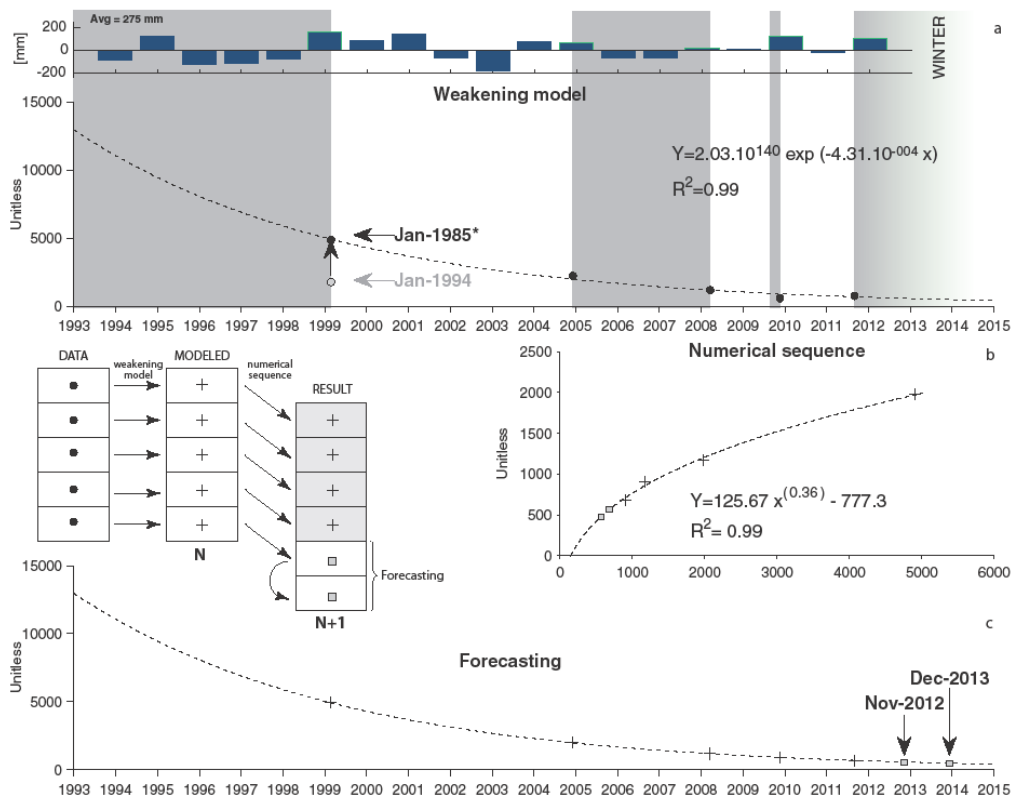 Avg = 275 mm
a
200
0
-200
[mm]
WINTER
Weakening model
15000
10000
5000
0
Unitless
Y=2.03.10^140 exp (-4.31.10^-004 x)
R^2=0.99
Jan-1985*
Jan-1994
1993 1994 1995 1996 1997 1998 1999 2000 2001 2002 2003 2004 2005 2006 2007 2008 2009 2010 2011 2012 2013 2014 2015
DATA
weakening
model
MODELED
numerical
sequence
RESULT
N
Forecasting
N+1
Numerical sequence
b
2500
2000
1500
1000
500
0
Unitless
Y=125.67 x^(0.36) - 777.3
R^2= 0.99
0 1000 2000 3000 4000 5000 6000
c
15000
10000
5000
0
Unitless
Forecasting
Dec-2013
Nov-2012
1993 1994 1995 1996 1997 1998 1999 2000 2001 2002 2003 2004 2005 2006 2007 2008 2009 2010 2011 2012 2013 2014 2015